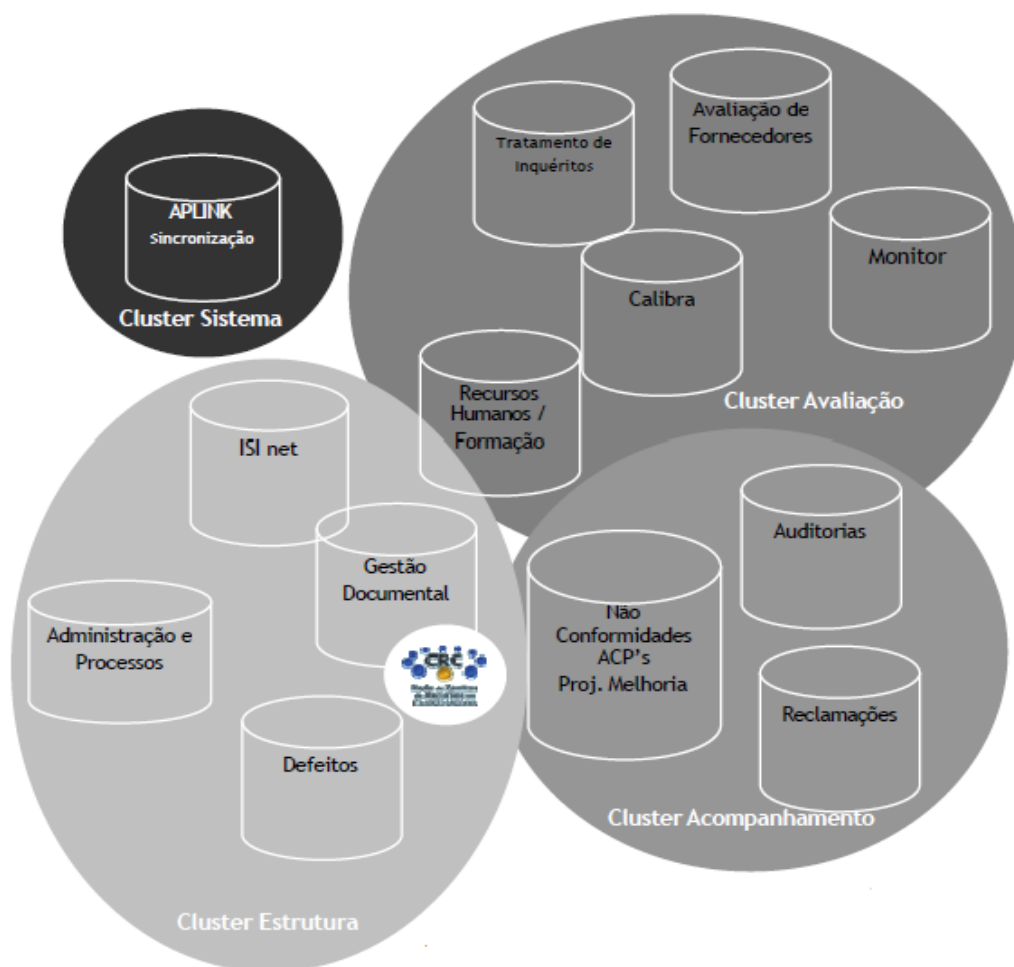 Avaliação de
Fornecedores
Tratamento de
Inquéritos
APLINK
Sincronização
Cluster Sistema
Monitor
Calibra
Recursos
Humanos /
Formação
Cluster Avaliação
ISI net
Gestão
Documental
Administração e
Processos
CRC
Defeitos
Cluster Estrutura
Auditorias
Não
Conformidades
ACP's
Proj. Melhoria
Reclamações
Cluster Acompanhamento